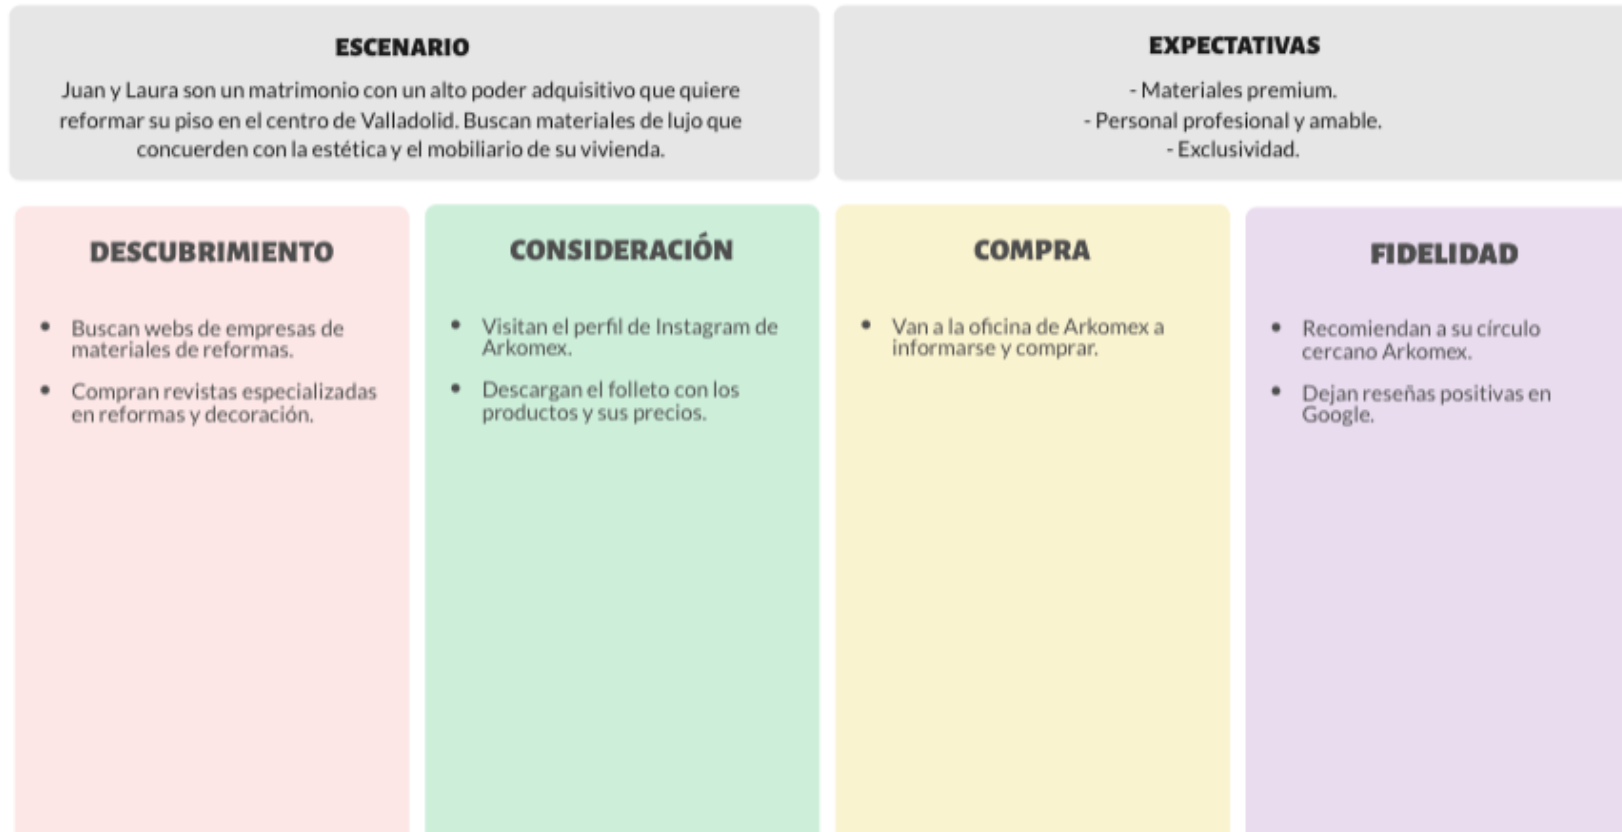 ESCENARIO
Juan y Laura son un matrimonio con un alto poder adquisitivo que quiere
reformar su piso en el centro de Valladolid. Buscan materiales de lujo que
concuerden con la estética y el mobiliario de su vivienda.
EXPECTATIVAS
- Materiales premium.
- Personal profesional y amable.
- Exclusividad.
DESCUBRIMIENTO
• Buscan webs de empresas de
materiales de reformas.
• Compran revistas especializadas
en reformas y decoración.
CONSIDERACIÓN
• Visitan el perfil de Instagram de
Arkomex.
• Descargan el folleto con los
productos y sus precios.
COMPRA
• Van a la oficina de Arkomex a
informarse y comprar.
FIDELIDAD
• Recomiendan a su círculo
cercano Arkomex.
• Dejan reseñas positivas en
Google.